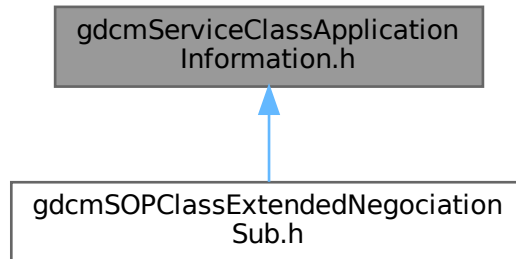 gdcmServiceClassApplication
Information.h
gdcmSOPClassExtendedNegociation
Sub.h